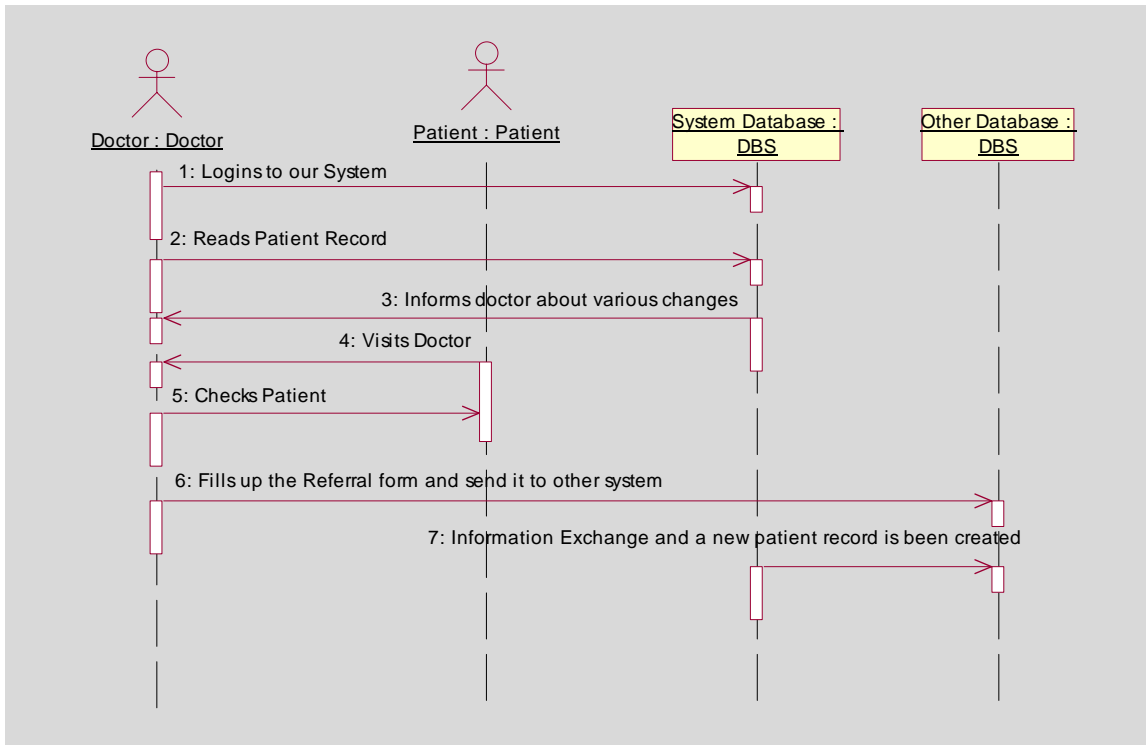 Doctor : Doctor
Patient : Patient
System Database :
DBS
Other Database :
DBS
1: Logins to our System
2: Reads Patient Record
3: Informs doctor about various changes
4: Visits Doctor
5: Checks Patient
6: Fills up the Referral form and send it to other system
7: Information Exchange and a new patient record is been created